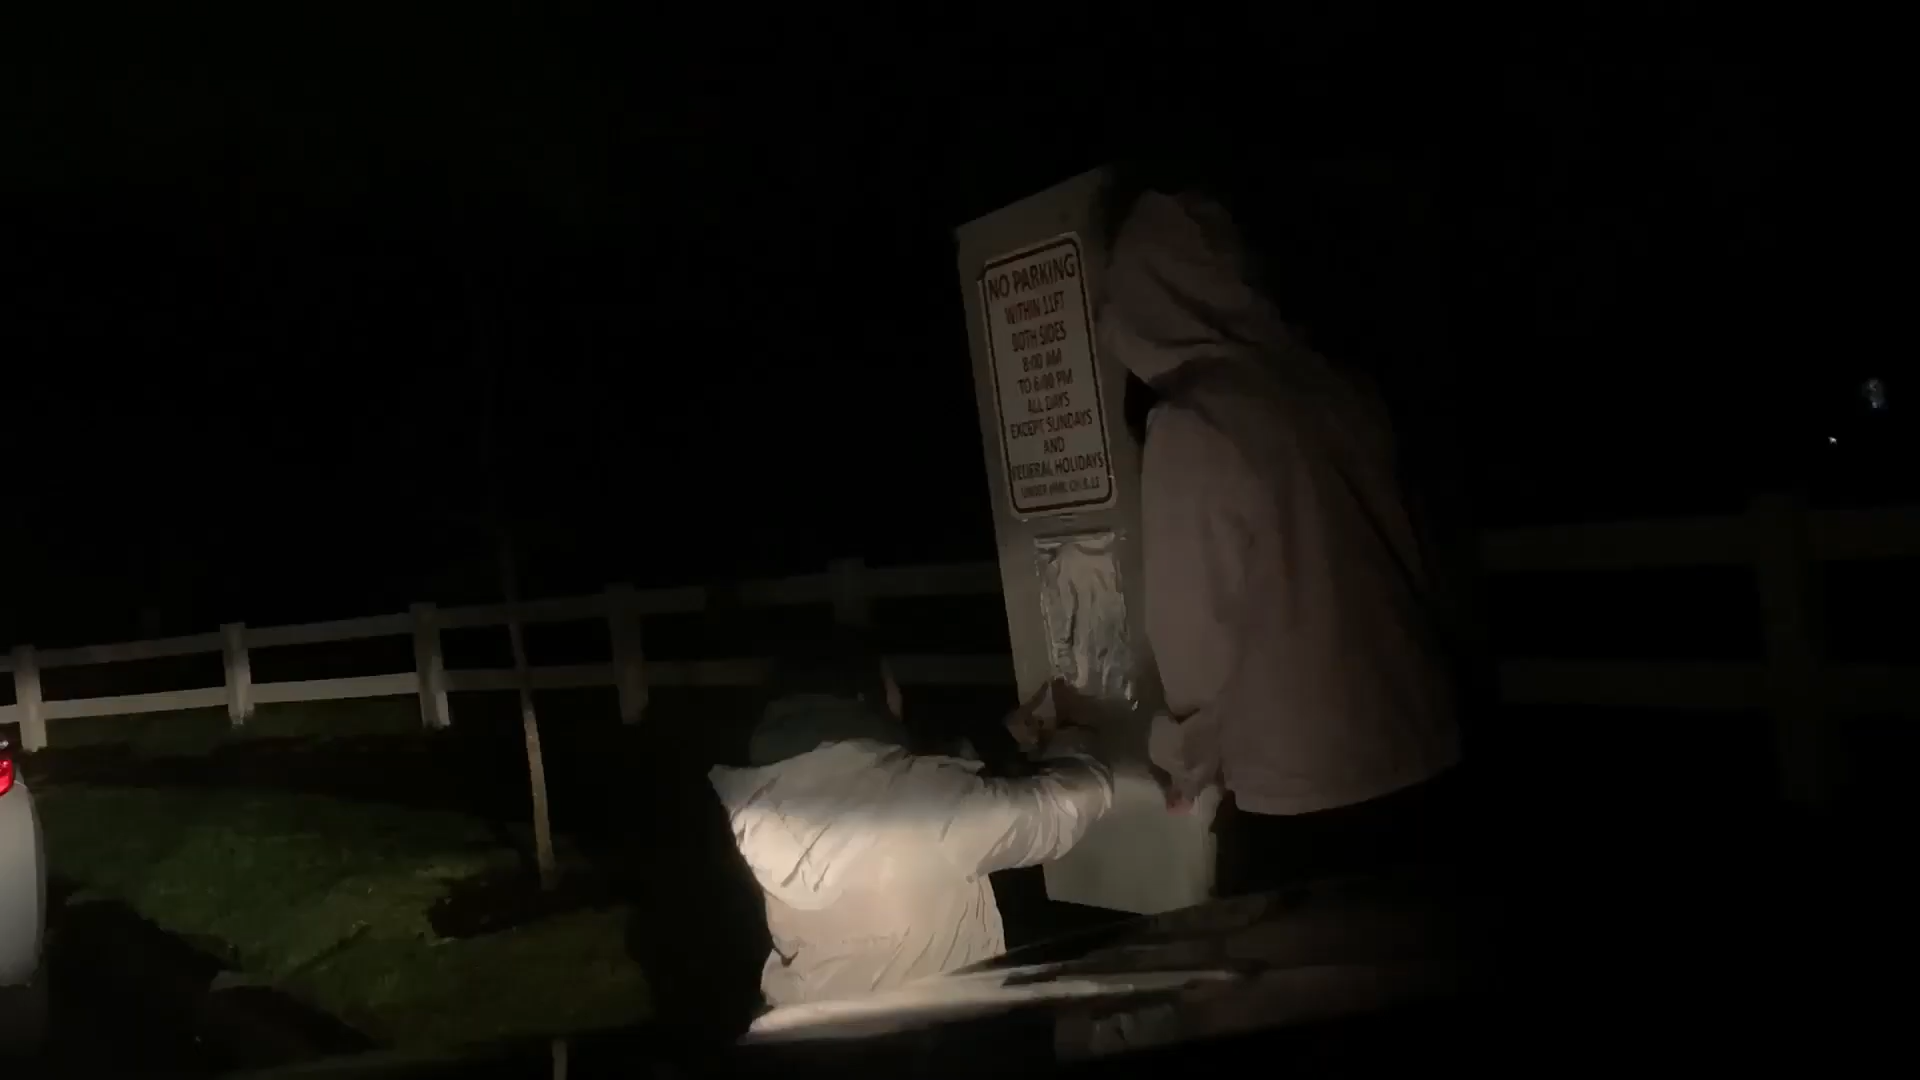 NO PARKING
WITHIN 11FT
BOTH SIDES
8:00 AM
TO 6:00 PM
ALL DAYS
EXCEPT SUNDAYS
AND
FEDERAL HOLIDAYS
UNDER